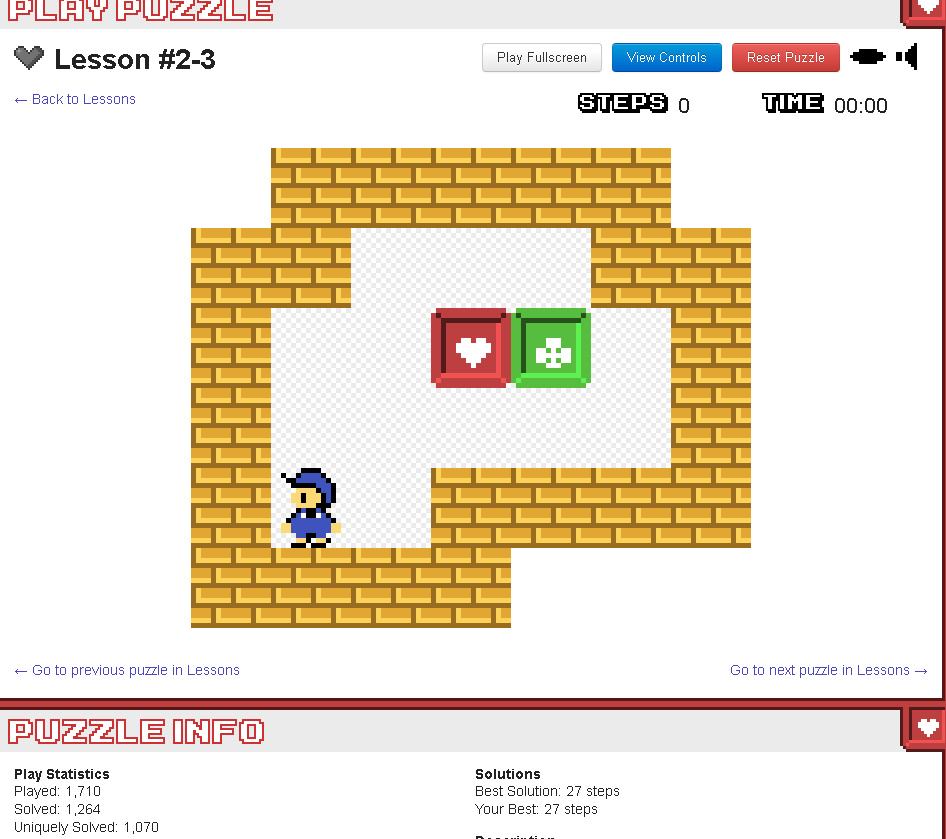 PLAY PUZZLE
Lesson #2-3
Play Fullscreen
View Controls
Reset Puzzle
← Back to Lessons
STEPS 0
TIME 00:00
← Go to previous puzzle in Lessons
Go to next puzzle in Lessons →
PUZZLE INFO
Play Statistics
Played: 1,710
Solved: 1,264
Uniquely Solved: 1,070
Solutions
Best Solution: 27 steps
Your Best: 27 steps
Description